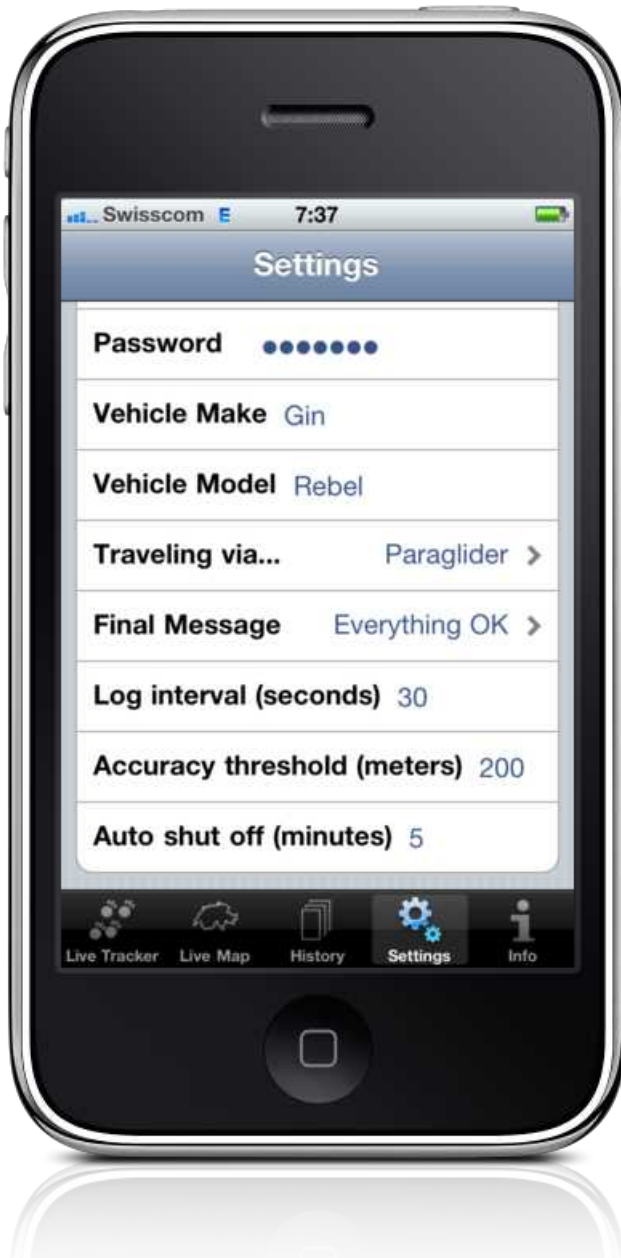 Swisscom E 7:37
Settings
Password •••••••
Vehicle Make Gin
Vehicle Model Rebel
Traveling via... Paraglider >
Final Message Everything OK >
Log interval (seconds) 30
Accuracy threshold (meters) 200
Auto shut off (minutes) 5
Live Tracker Live Map History Settings Info